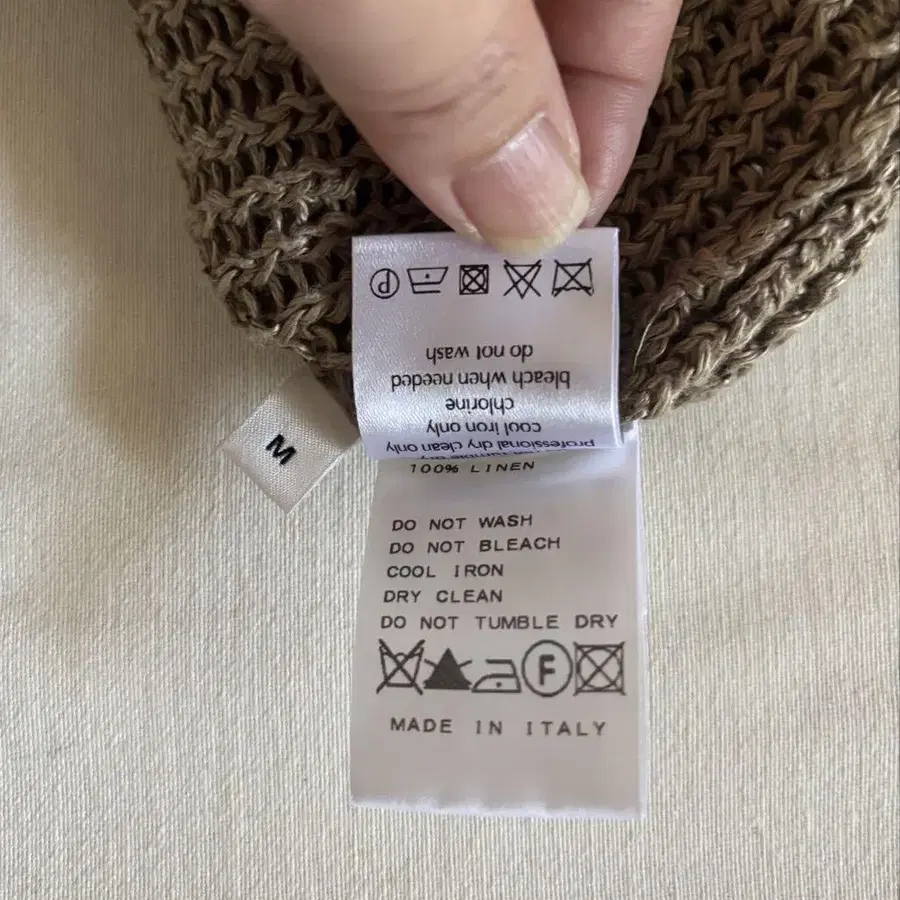 do not wash
bleach when needed
chlorine
cool iron only
professional dry clean only
M
100% LINEN
DO NOT WASH
DO NOT BLEACH
COOL IRON
DRY CLEAN
DO NOT TUMBLE DRY
P
F
MADE IN ITALY